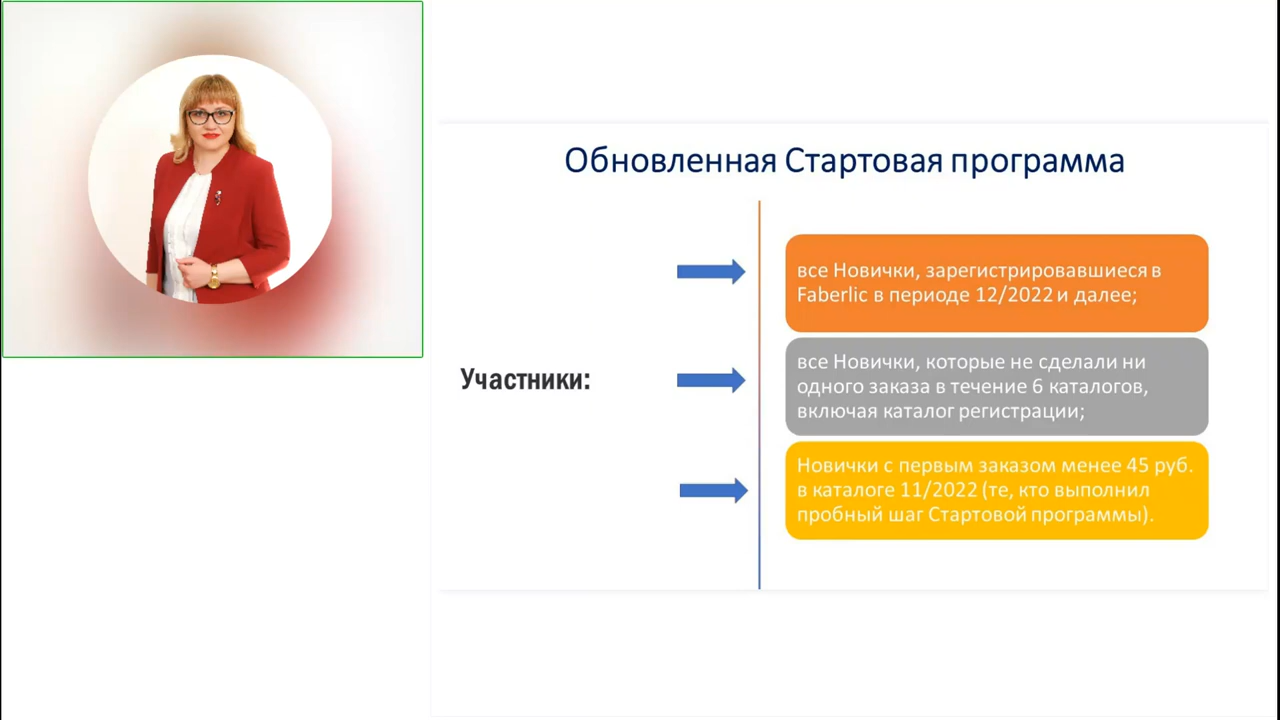 Обновленная Стартовая программа
Участники:
все Новички, зарегистрировавшиеся в
Faberlic в периоде 12/2022 и далее;
все Новички, которые не сделали ни
одного заказа в течение 6 каталогов,
включая каталог регистрации;
Новички с первым заказом менее 45 руб.
в каталоге 11/2022 (те, кто выполнил
пробный шаг Стартовой программы).